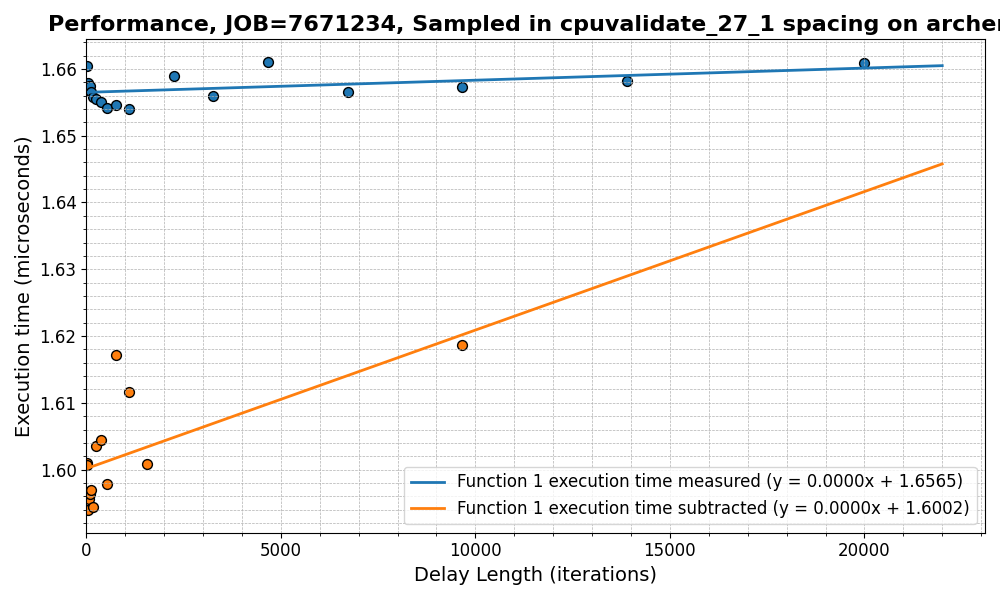 Performance, JOB=7671234, Sampled in cpuvalidate_27_1 spacing on archer
Execution time (microseconds)
1.66
1.65
1.64
1.63
1.62
1.61
1.60
Function 1 execution time measured (y = 0.0000x + 1.6565)
Function 1 execution time subtracted (y = 0.0000x + 1.6002)
0 5000 10000 15000 20000
Delay Length (iterations)